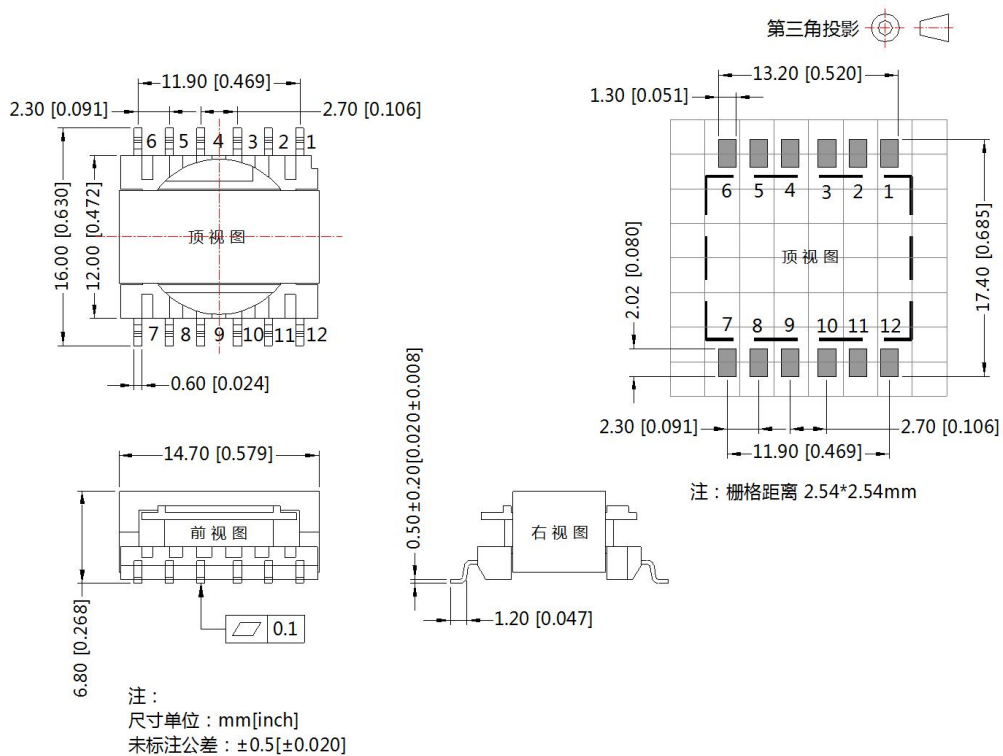 第三角投影
11.90 [0.469]
2.30 [0.091]
2.70 [0.106]
6 5 4 3 2 1
16.00 [0.630]
12.00 [0.472]
顶视图
7 8 9 10 11 12
0.60 [0.024]
13.20 [0.520]
1.30 [0.051]
6 5 4 3 2 1
顶视图
2.02 [0.080]
17.40 [0.685]
7 8 9 10 11 12
2.30 [0.091]
2.70 [0.106]
11.90 [0.469]
注：栅格距离 2.54*2.54mm
14.70 [0.579]
前视图
6.80 [0.268]
0.1
0.50±0.20[0.020±0.008]
右视图
1.20 [0.047]
注：
尺寸单位：mm[inch]
未标注公差：±0.5[±0.020]